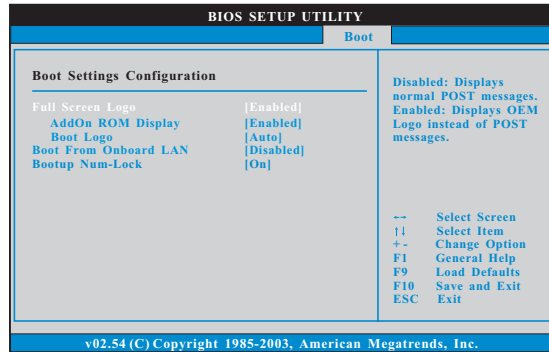 BIOS SETUP UTILITY
Boot
Boot Settings Configuration
Full Screen Logo [Enabled]
AddOn ROM Display [Enabled]
Boot Logo [Auto]
Boot From Onboard LAN [Disabled]
Bootup Num-Lock [On]
Disabled: Displays
normal POST messages.
Enabled: Displays OEM
Logo instead of POST
messages.
←→ Select Screen
↑↓ Select Item
+ - Change Option
F1 General Help
F9 Load Defaults
F10 Save and Exit
ESC Exit
v02.54 (C) Copyright 1985-2003, American Megatrends, Inc.